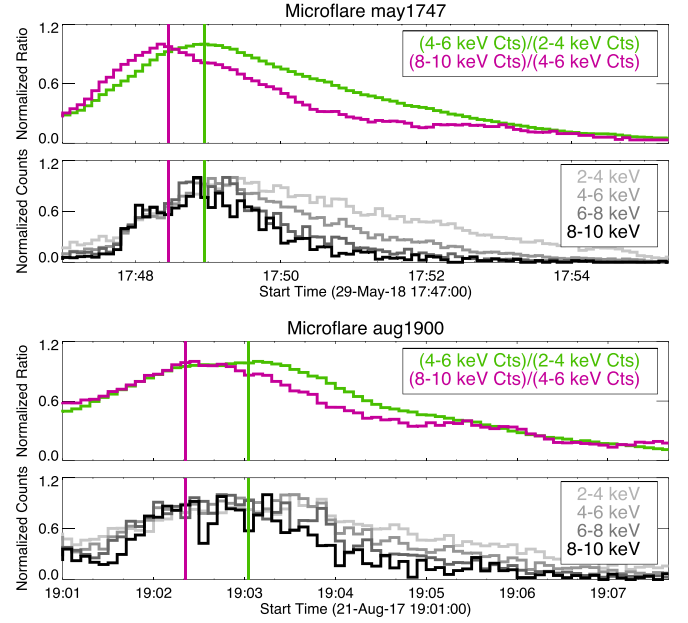 Microflare may1747
Normalized Ratio
1.2
0.6
0.0
(4-6 keV Cts)/(2-4 keV Cts)
(8-10 keV Cts)/(4-6 keV Cts)
Normalized Counts
1.2
0.6
0.0
2-4 keV
4-6 keV
6-8 keV
8-10 keV
17:48 17:50 17:52 17:54
Start Time (29-May-18 17:47:00)
Microflare aug1900
Normalized Ratio
1.2
0.6
0.0
(4-6 keV Cts)/(2-4 keV Cts)
(8-10 keV Cts)/(4-6 keV Cts)
Normalized Counts
1.2
0.6
0.0
2-4 keV
4-6 keV
6-8 keV
8-10 keV
19:01 19:02 19:03 19:04 19:05 19:06 19:07
Start Time (21-Aug-17 19:01:00)